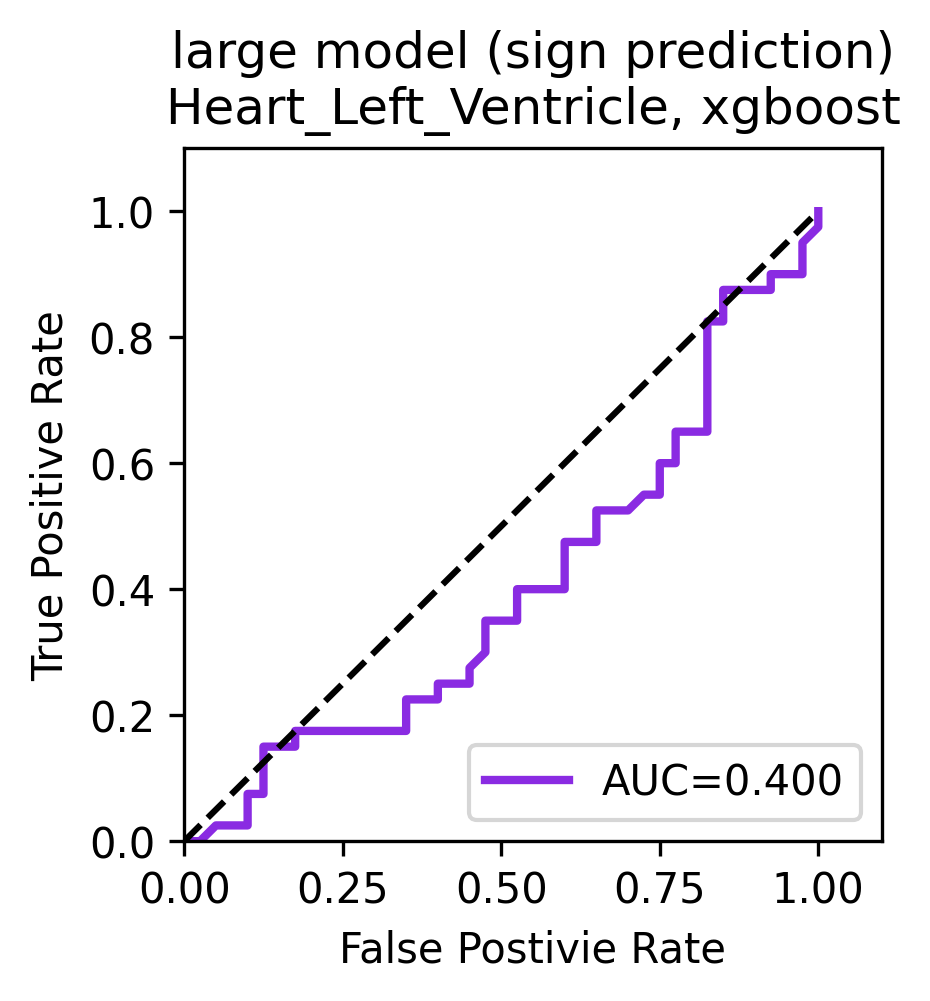 large model (sign prediction)
Heart_Left_Ventricle, xgboost
True Positive Rate
1.0
0.8
0.6
0.4
0.2
0.0
AUC=0.400
0.00 0.25 0.50 0.75 1.00
False Postivie Rate